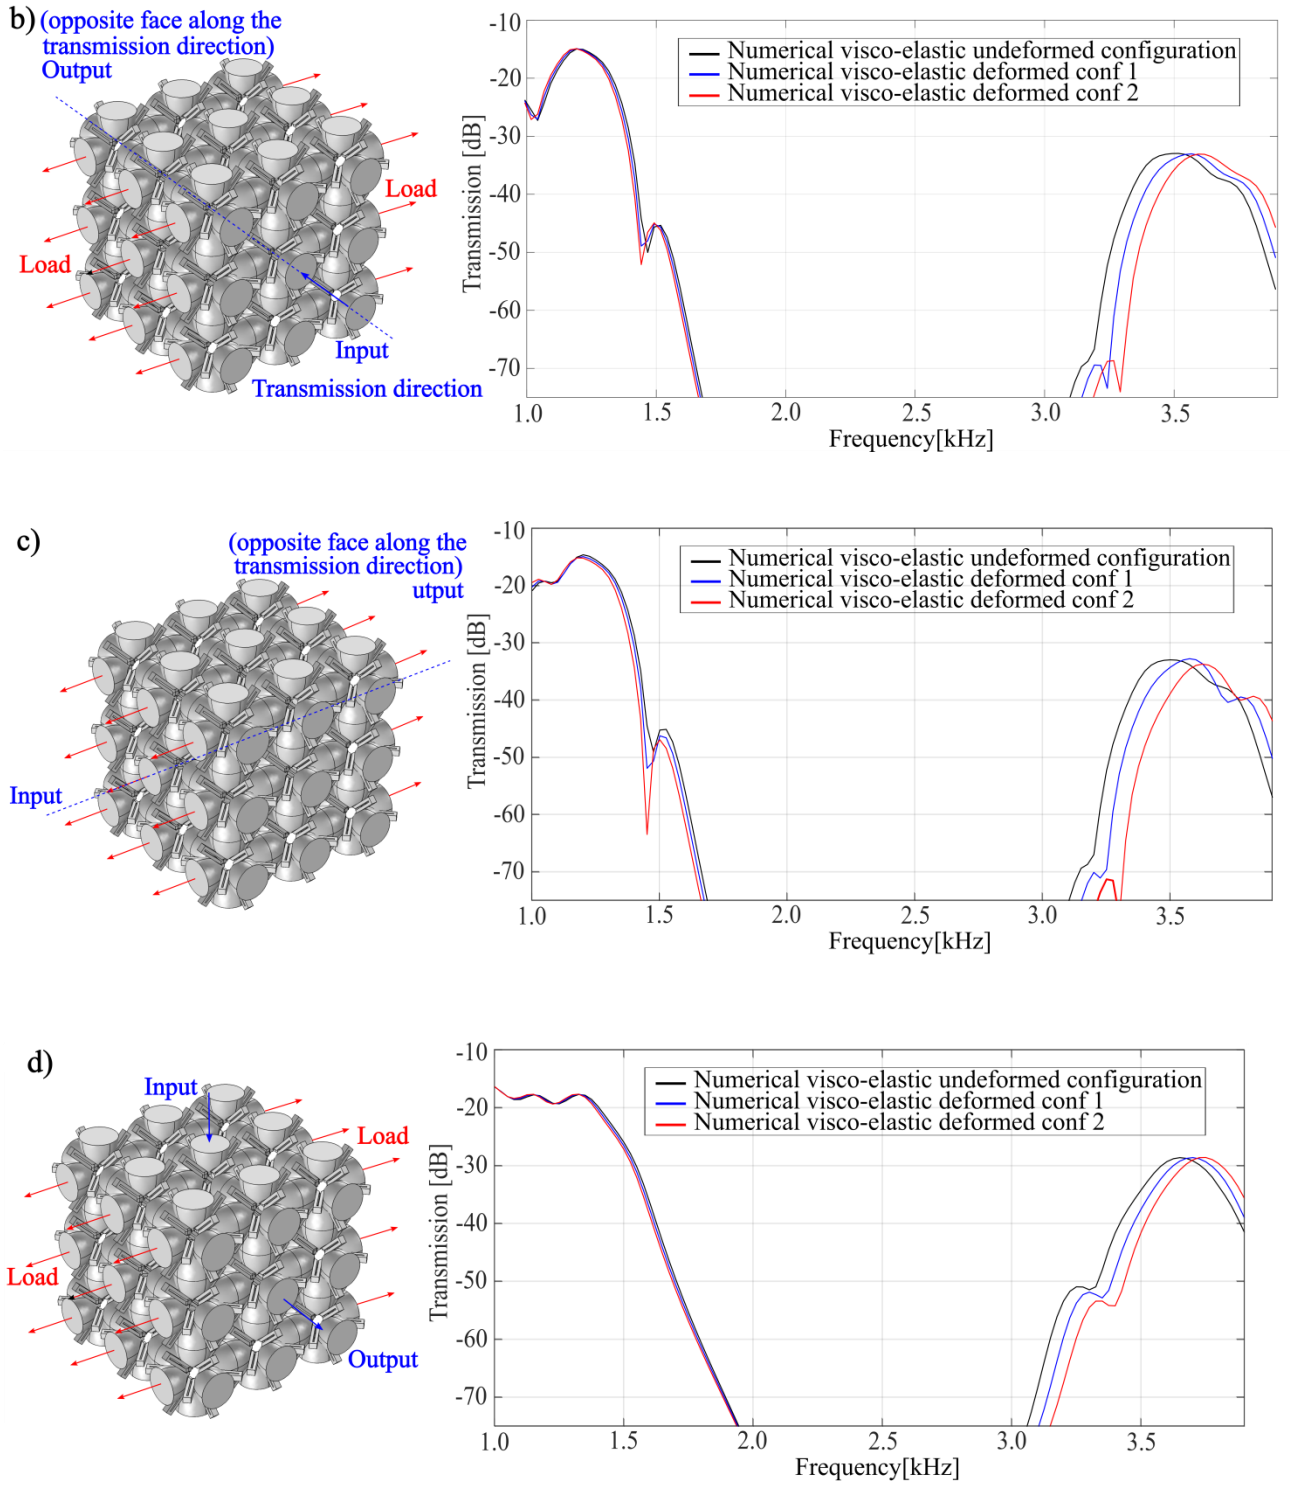 b)
(opposite face along the
transmission direction)
Output
Load
Load
Input
Transmission direction
-10
-20
-30
-40
-50
-60
-70
Transmission [dB]
Numerical visco-elastic undeformed configuration
Numerical visco-elastic deformed conf 1
Numerical visco-elastic deformed conf 2
1.0 1.5 2.0 2.5 3.0 3.5
Frequency[kHz]
c)
(opposite face along the
transmission direction)
utput
Input
-10
-20
-30
-40
-50
-60
-70
Transmission [dB]
Numerical visco-elastic undeformed configuration
Numerical visco-elastic deformed conf 1
Numerical visco-elastic deformed conf 2
1.0 1.5 2.0 2.5 3.0 3.5
Frequency[kHz]
d)
Input
Load
Load
Output
-10
-20
-30
-40
-50
-60
-70
Transmission [dB]
Numerical visco-elastic undeformed configuration
Numerical visco-elastic deformed conf 1
Numerical visco-elastic deformed conf 2
1.0 1.5 2.0 2.5 3.0 3.5
Frequency[kHz]